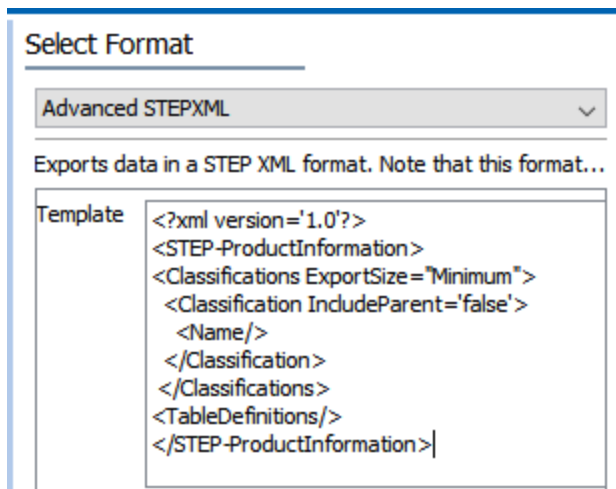 Select Format
Advanced STEPXML
Exports data in a STEP XML format. Note that this format...
Template
<?xml version='1.0'?>
<STEP-ProductInformation>
<Classifications ExportSize="Minimum">
<Classification IncludeParent='false'>
<Name/>
</Classification>
</Classifications>
<TableDefinitions/>
</STEP-ProductInformation>